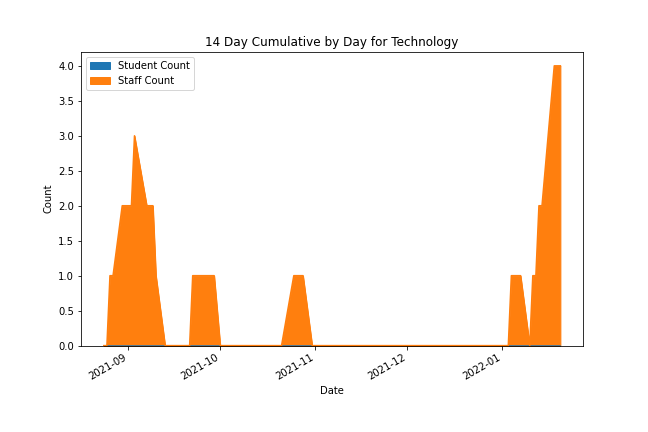 14 Day Cumulative by Day for Technology
Student Count
Staff Count
4.0
3.5
3.0
2.5
2.0
1.5
1.0
0.5
0.0
Count
2021-09
2021-10
2021-11
2021-12
2022-01
Date